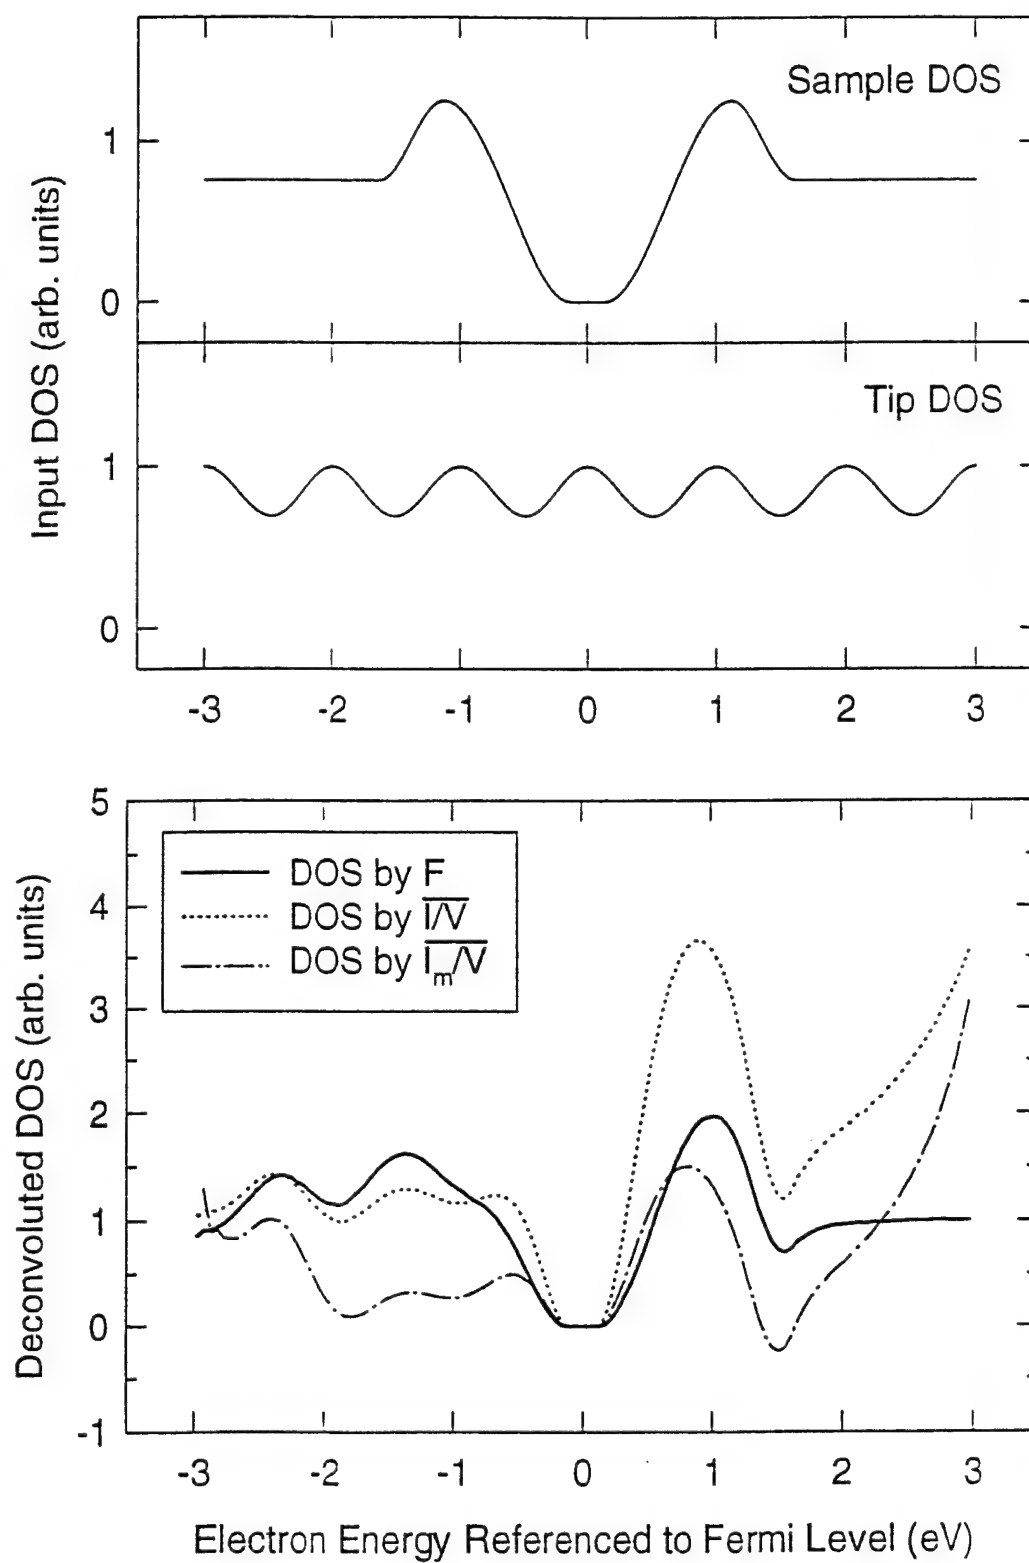 Sample DOS
1
0
Input DOS (arb. units)
Tip DOS
1
0
-3 -2 -1 0 1 2 3
5
4
3
2
1
0
-1
Deconvoluted DOS (arb. units)
DOS by F
DOS by I/V
DOS by Im/V
-3 -2 -1 0 1 2 3
Electron Energy Referenced to Fermi Level (eV)